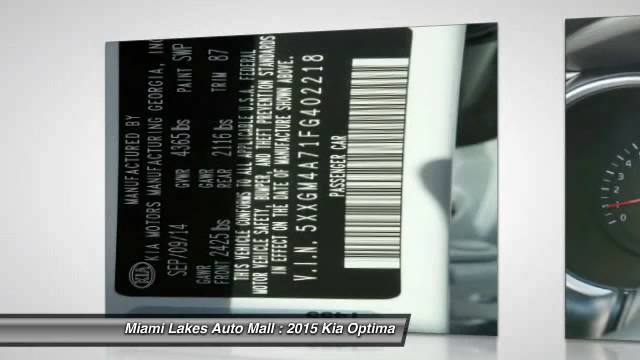 MANUFACTURED BY
KIA KIA MOTORS MANUFACTURING GEORGIA, INC
SEP/09/14 GVWR 4365 lbs PAINT SWP
GAWR FRONT 2425 lbs GAWR REAR 2116 lbs TRIM 87
THIS VEHICLE CONFORMS TO ALL APPLICABLE U.S.A. FEDERAL
MOTOR VEHICLE SAFETY, BUMPER, AND THEFT PREVENTION STANDARDS
IN EFFECT ON THE DATE OF MANUFACTURE SHOWN ABOVE.
V.I.N. 5XXGM4A71FG402218
PASSENGER CAR
0
Miami Lakes Auto Mall : 2015 Kia Optima